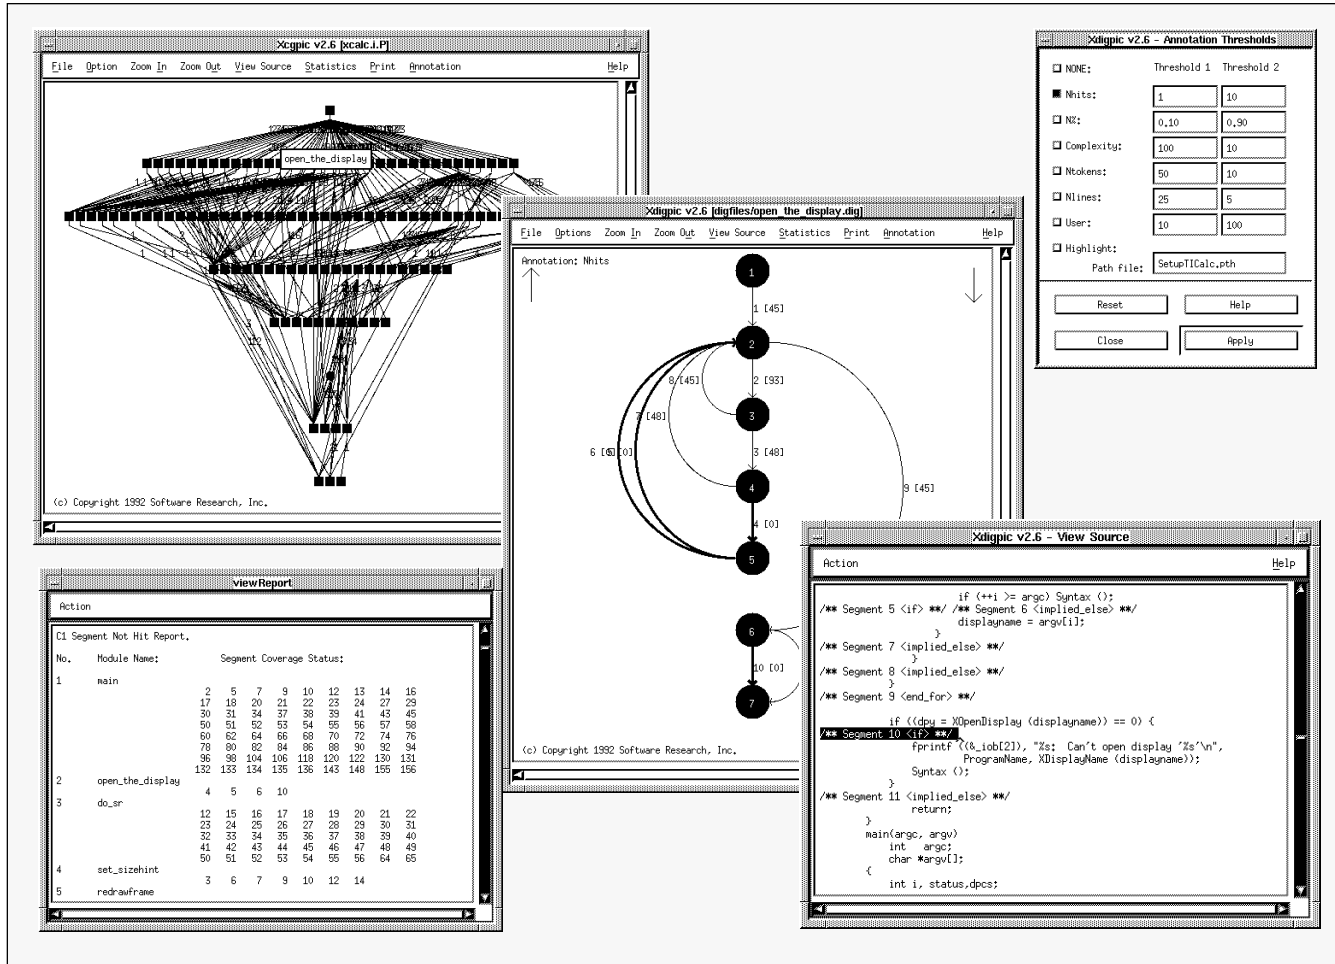 Xcgpic v2.6 [xcalc.i.P]
File Option Zoom In Zoom Out View Source Statistics Print Annotation Help
open_the_display
(c) Copyright 1992 Software Research, Inc.
Xdigpic v2.6 - Annotation Thresholds
NONE: Threshold 1 Threshold 2
Nhits: 1 10
N%: 0.10 0.90
Complexity: 100 10
Ntokens: 50 10
Nlines: 25 5
User: 10 100
Highlight:
Path file: SetupTICalc.pth
Reset Help
Close Apply
Xdigpic v2.6 [digfiles/open_the_display.dig]
File Options Zoom In Zoom Out View Source Statistics Print Annotation Help
Annotation: Nhits
1
1 [45]
2
8 [45] 2 [93]
3
7 [48]
6 [0] 3 [48]
4
9 [45]
4 [0]
5
6
10 [0]
7
(c) Copyright 1992 Software Research, Inc.
viewReport
Action
C1 Segment Not Hit Report.
No. Module Name: Segment Coverage Status:
1 main
2 5 7 9 10 12 13 14 16
17 18 20 21 22 23 24 27 29
30 31 34 37 38 39 41 43 45
50 51 52 53 54 55 56 57 58
60 62 64 66 68 70 72 74 76
78 80 82 84 86 88 90 92 94
96 98 104 106 118 120 122 130 131
132 133 134 135 136 143 148 155 156
2 open_the_display
4 5 6 10
3 do_sr
12 15 16 17 18 19 20 21 22
23 24 25 26 27 28 29 30 31
32 33 34 35 36 37 38 39 40
41 42 43 44 45 46 47 48 49
50 51 52 53 54 55 56 64 65
4 set_sizehint
3 6 7 9 10 12 14
5 redrawframe
Xdigpic v2.6 - View Source
Action Help
if (++i >= argc) Syntax ();
/** Segment 5 <if> **/ /** Segment 6 <implied_else> **/
displayname = argv[i];
}
/** Segment 7 <implied_else> **/
}
/** Segment 8 <implied_else> **/
}
/** Segment 9 <end_for> **/
if ((dpy = XOpenDisplay (displayname)) == 0) {
/** Segment 10 <if> **/
fprintf ((&_iob[2]), "%s: Can't open display '%s'\n",
ProgramName, XDisplayName (displayname));
Syntax ();
}
/** Segment 11 <implied_else> **/
return;
}
main(argc, argv)
int argc;
char *argv[];
{
int i, status,dpcs;